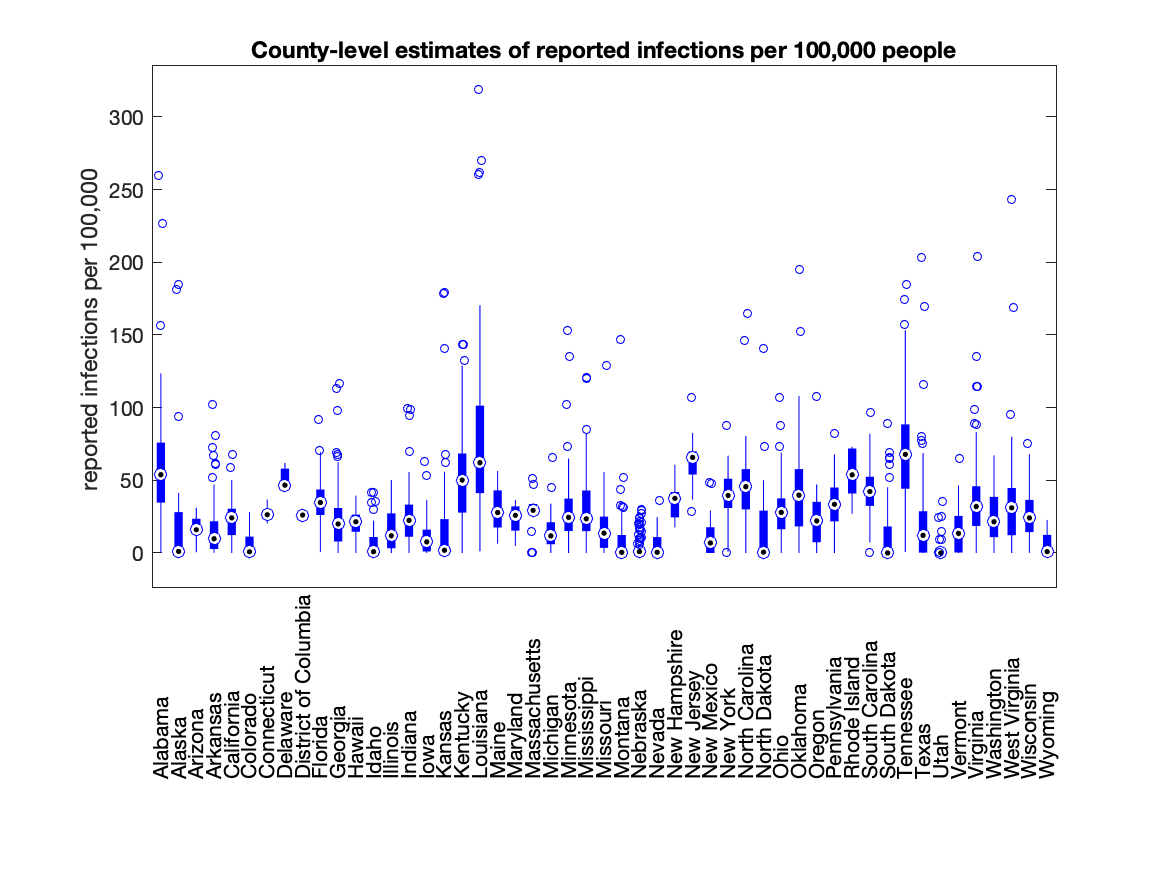 County-level estimates of reported infections per 100,000 people
reported infections per 100,000
300
250
200
150
100
50
0
Alabama
Alaska
Arizona
Arkansas
California
Colorado
Connecticut
Delaware
District of Columbia
Florida
Georgia
Hawaii
Idaho
Illinois
Indiana
Iowa
Kansas
Kentucky
Louisiana
Maine
Maryland
Massachusetts
Michigan
Minnesota
Mississippi
Missouri
Montana
Nebraska
Nevada
New Hampshire
New Jersey
New Mexico
New York
North Carolina
North Dakota
Ohio
Oklahoma
Oregon
Pennsylvania
Rhode Island
South Carolina
South Dakota
Tennessee
Texas
Utah
Vermont
Virginia
Washington
West Virginia
Wisconsin
Wyoming